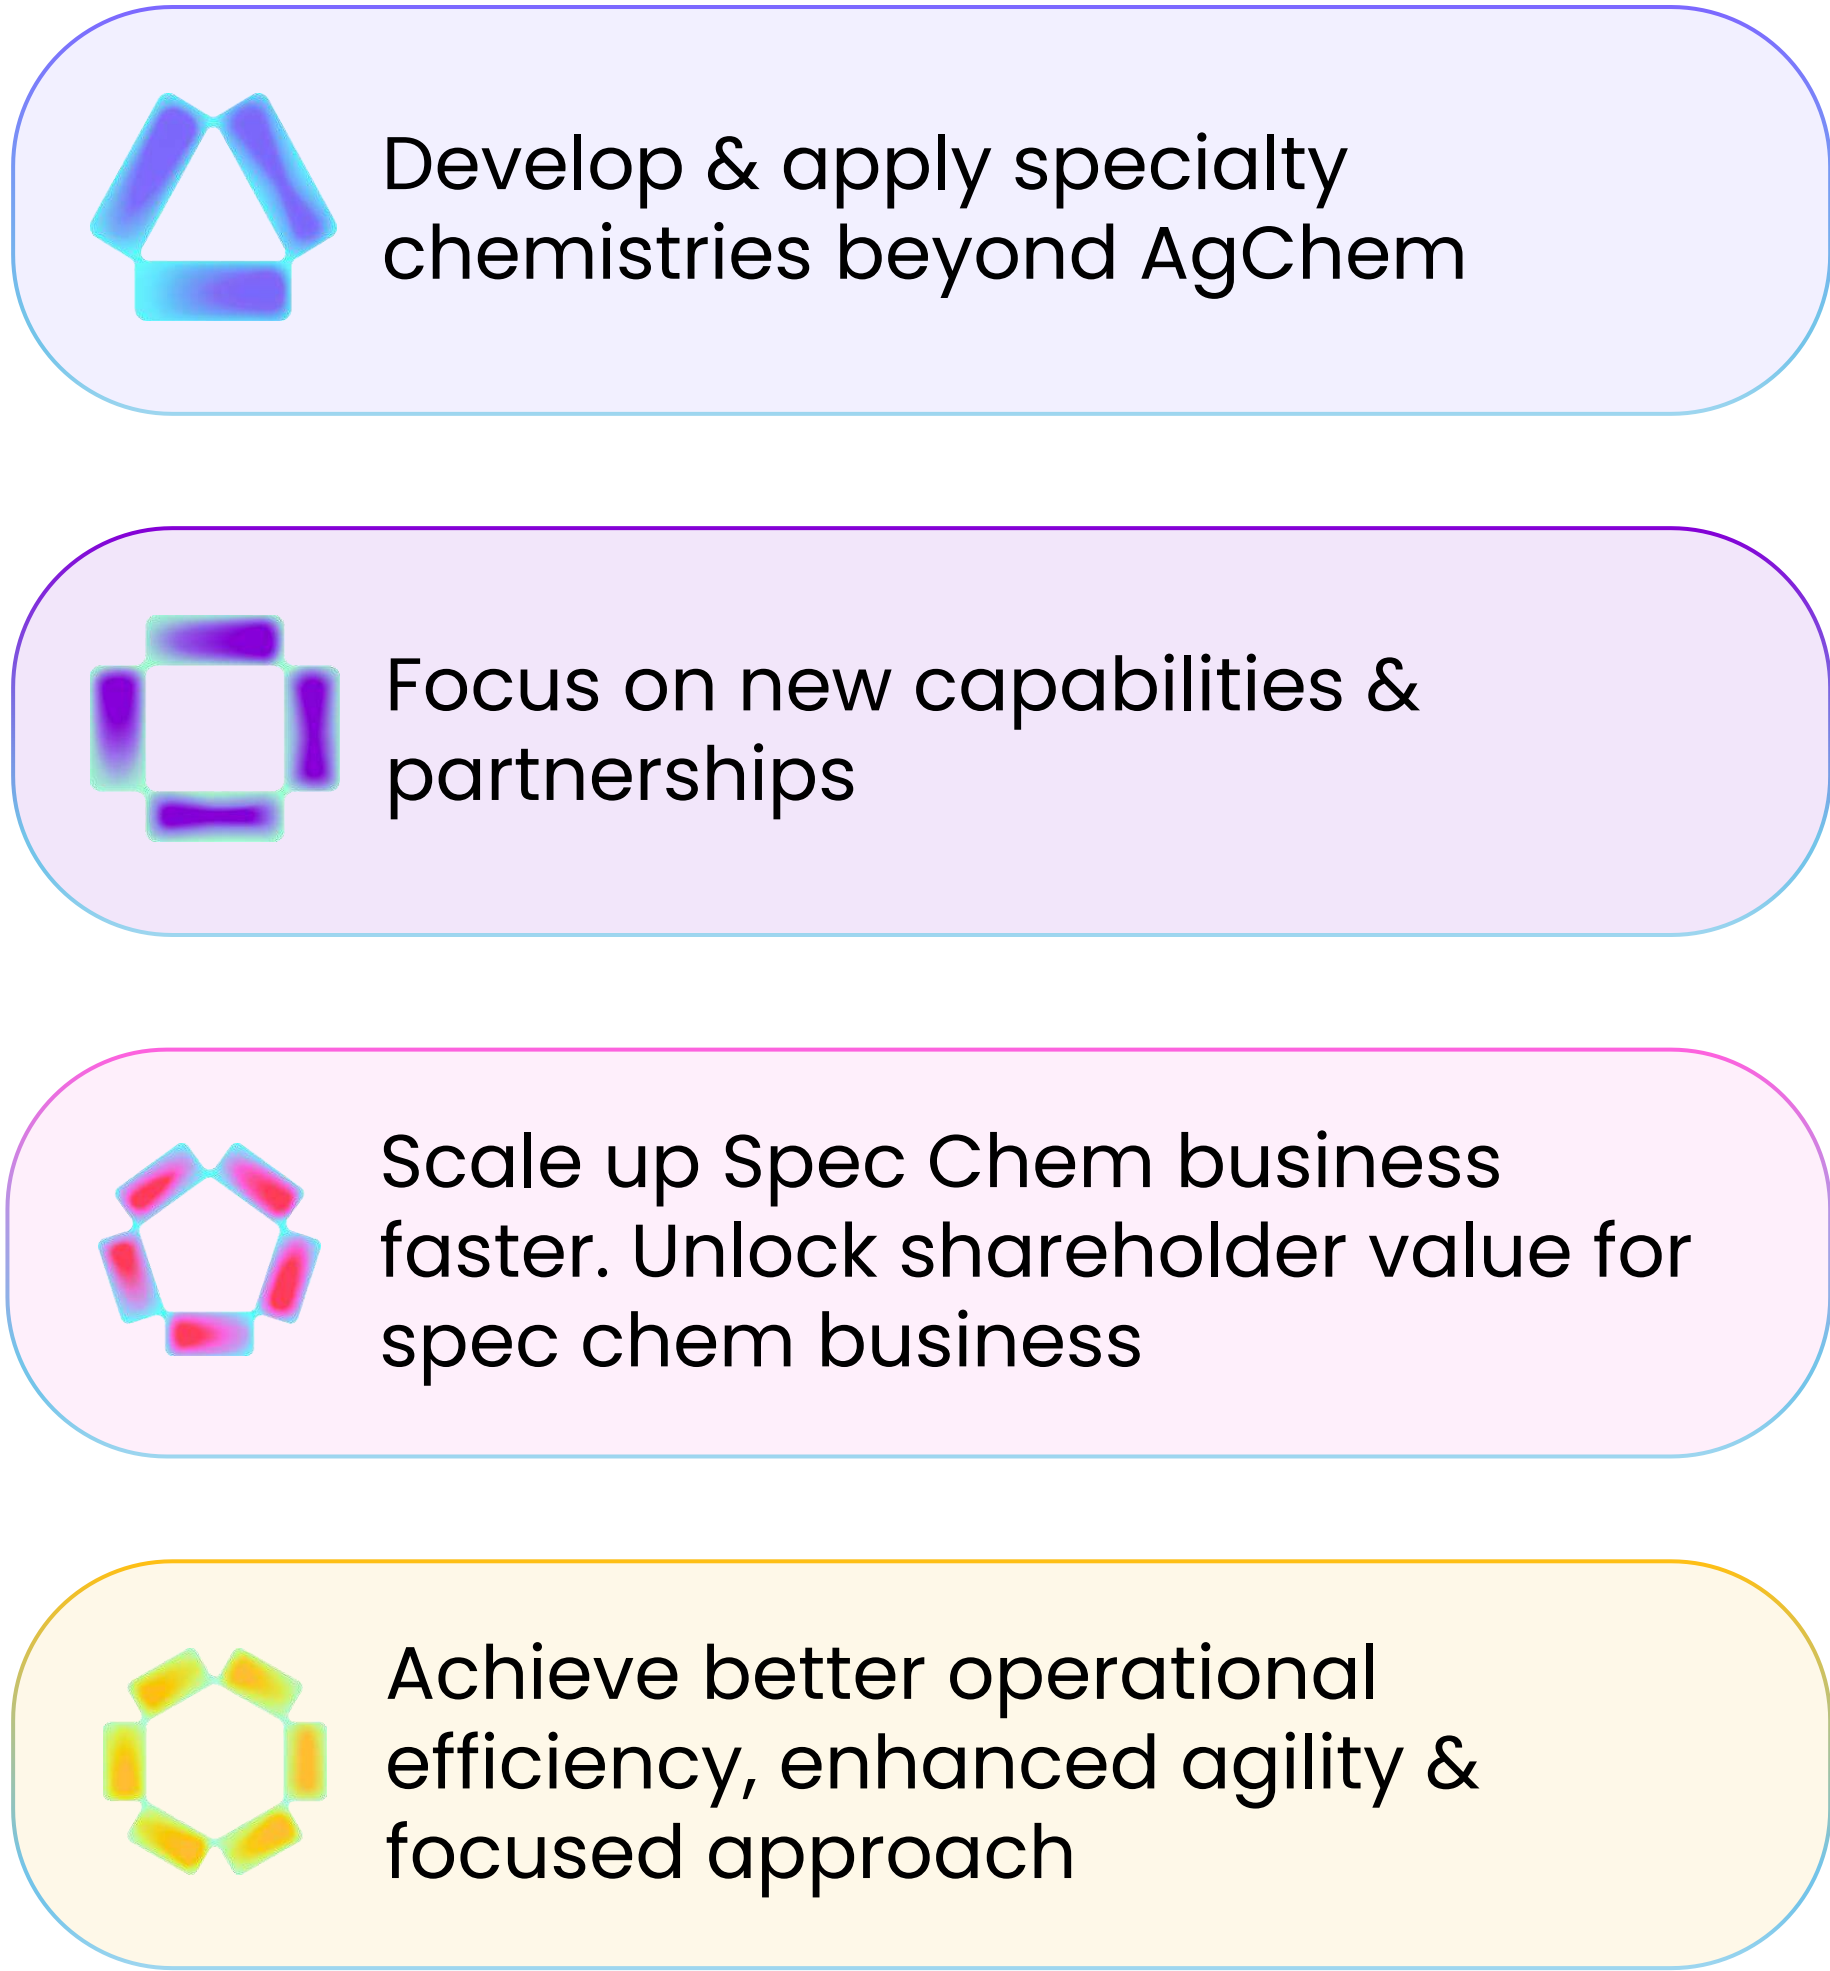 Develop & apply specialty
chemistries beyond AgChem
Focus on new capabilities &
partnerships
Scale up Spec Chem business
faster. Unlock shareholder value for
spec chem business
Achieve better operational
efficiency, enhanced agility &
focused approach